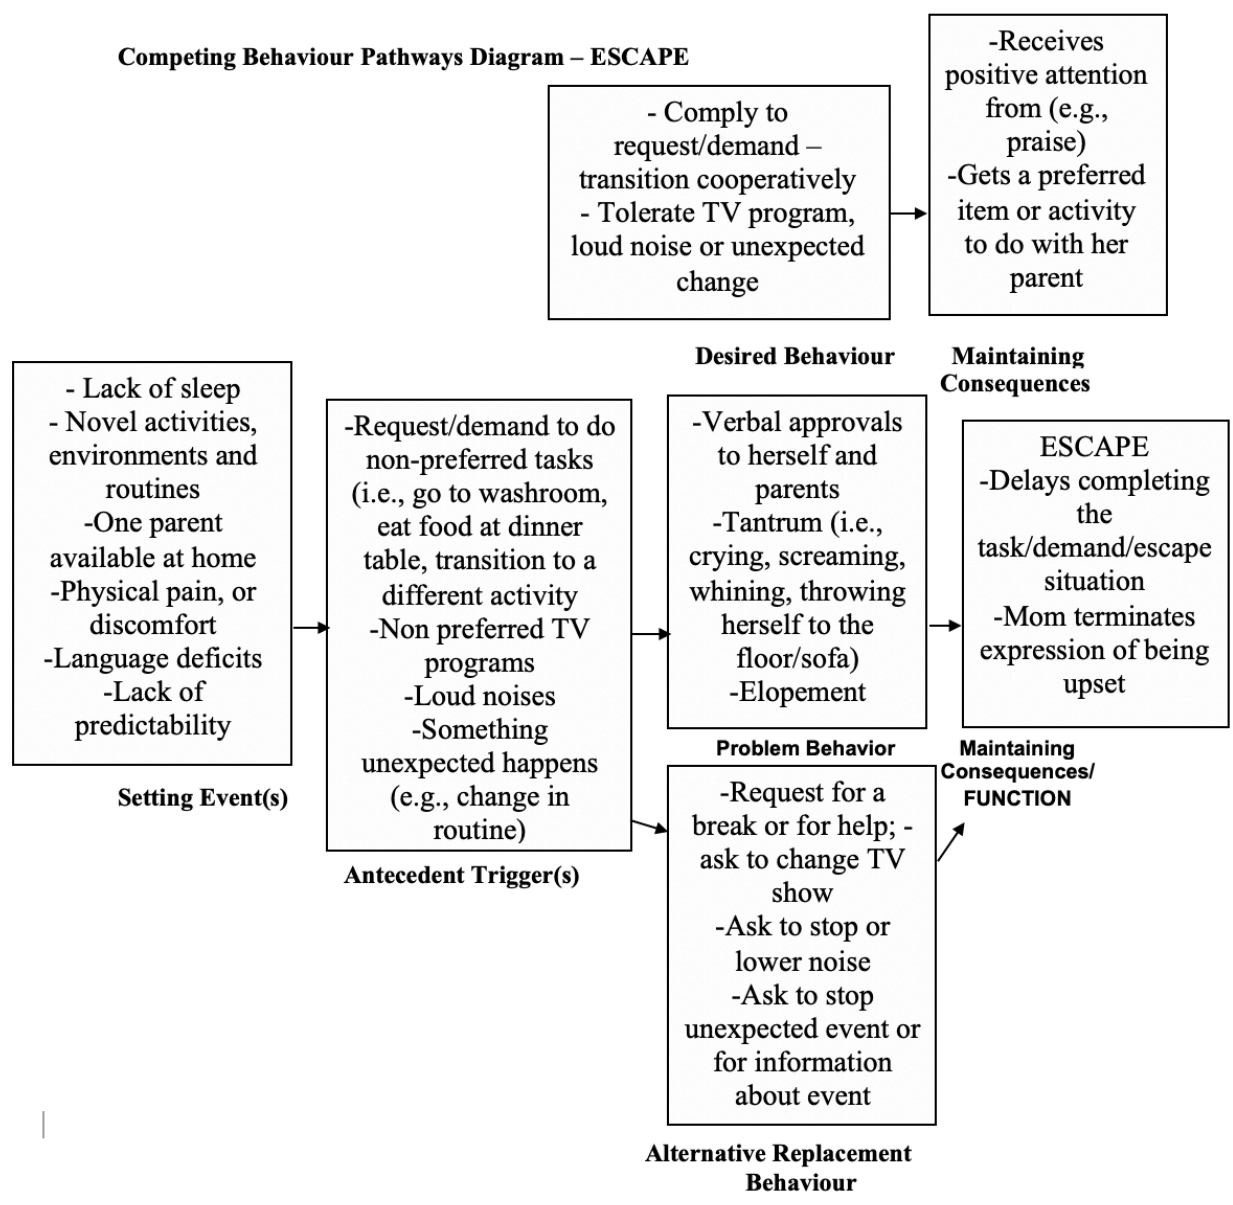 Competing Behaviour Pathways Diagram – ESCAPE
- Comply to
request/demand –
transition cooperatively
- Tolerate TV program,
loud noise or unexpected
change
Desired Behaviour
-Receives
positive attention
from (e.g.,
praise)
-Gets a preferred
item or activity
to do with her
parent
Maintaining
Consequences
- Lack of sleep
- Novel activities,
environments and
routines
-One parent
available at home
-Physical pain, or
discomfort
-Language deficits
-Lack of
predictability
Setting Event(s)
-Request/demand to do
non-preferred tasks
(i.e., go to washroom,
eat food at dinner
table, transition to a
different activity
-Non preferred TV
programs
-Loud noises
-Something
unexpected happens
(e.g., change in
routine)
Antecedent Trigger(s)
-Verbal approvals
to herself and
parents
-Tantrum (i.e.,
crying, screaming,
whining, throwing
herself to the
floor/sofa)
-Elopement
Problem Behavior
ESCAPE
-Delays completing
the
task/demand/escape
situation
-Mom terminates
expression of being
upset
Maintaining
Consequences/
FUNCTION
-Request for a
break or for help; -
ask to change TV
show
-Ask to stop or
lower noise
-Ask to stop
unexpected event or
for information
about event
Alternative Replacement
Behaviour